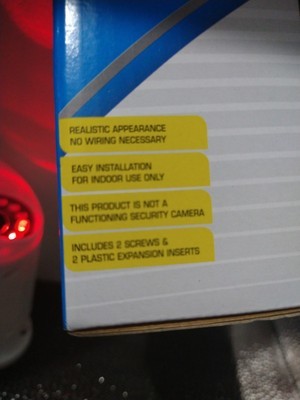 REALISTIC APPEARANCE
NO WIRING NECESSARY
EASY INSTALLATION
FOR INDOOR USE ONLY
THIS PRODUCT IS NOT A
FUNCTIONING SECURITY CAMERA
INCLUDES 2 SCREWS &
2 PLASTIC EXPANSION INSERTS